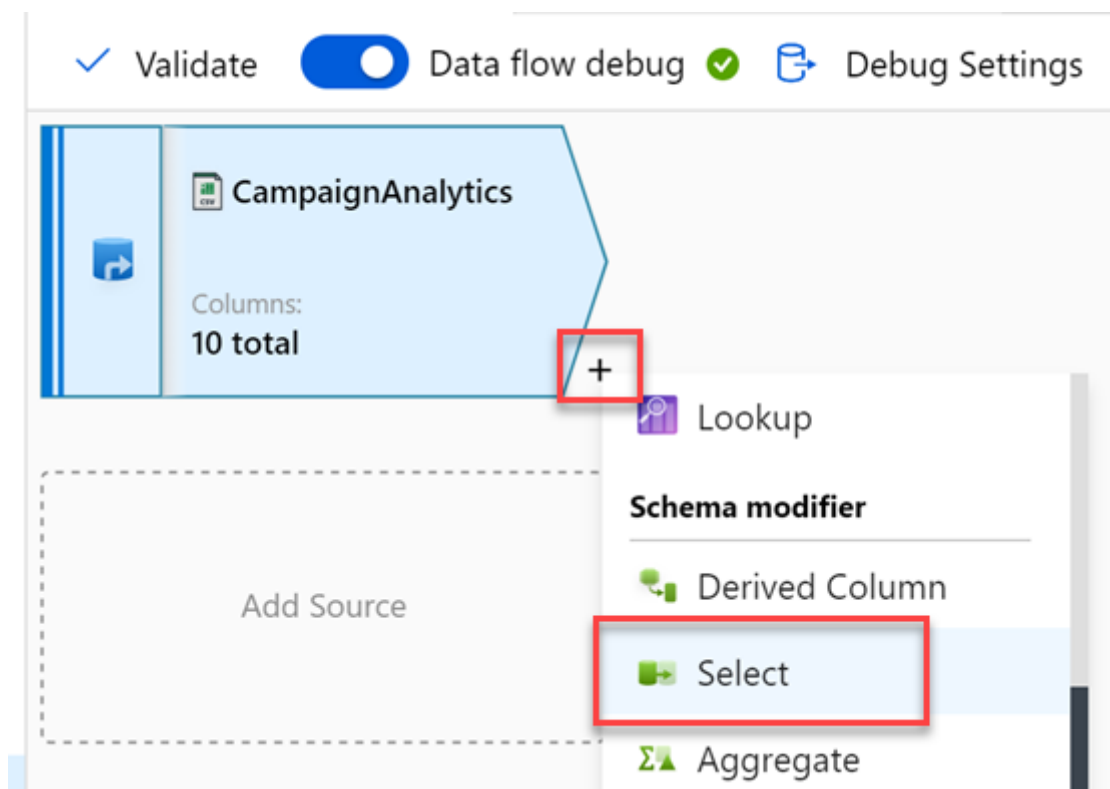 Validate Data flow debug Debug Settings
CampaignAnalytics
Columns:
10 total
+
Lookup
Schema modifier
Derived Column
Add Source
Select
Aggregate